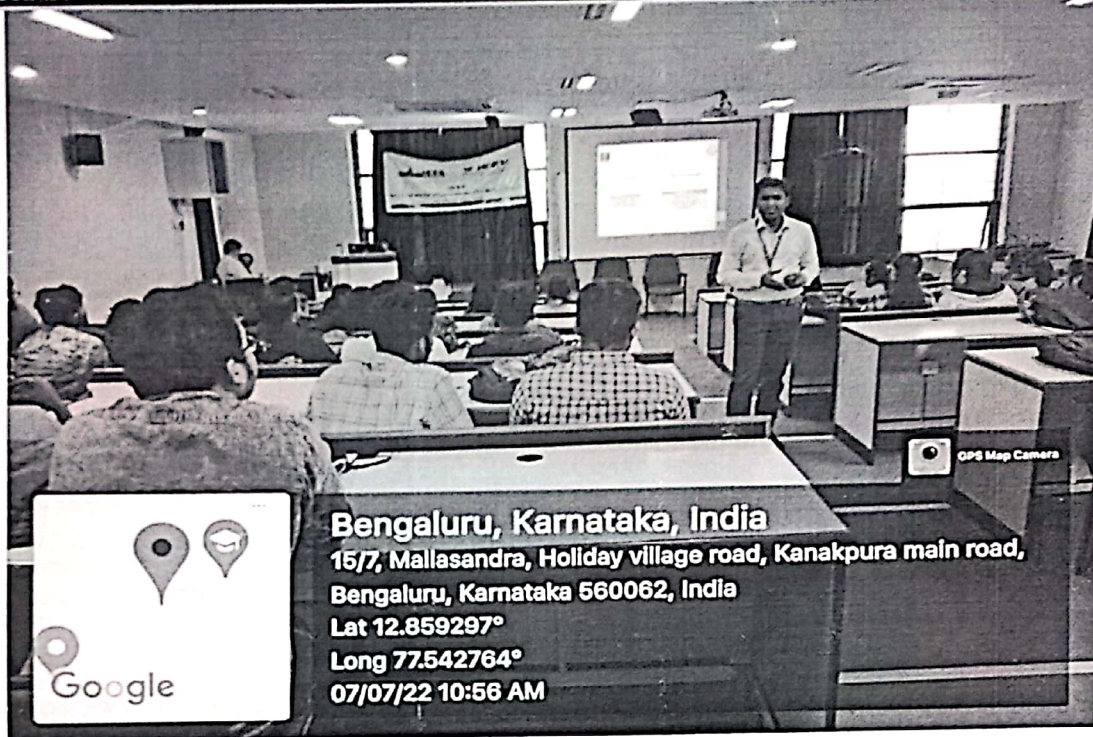 GPS Map Camera
Bengaluru, Karnataka, India
15/7, Mallasandra, Holiday village road, Kanakpura main road,
Bengaluru, Karnataka 560062, India
Lat 12.859297°
Long 77.542764°
07/07/22 10:56 AM
Google